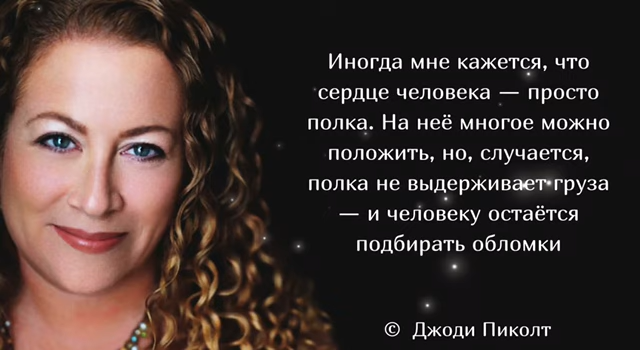 Иногда мне кажется, что
сердце человека — просто
полка. На неё многое можно
положить, но, случается,
полка не выдерживает груза
— и человеку остаётся
подбирать обломки
© Джоди Пиколт